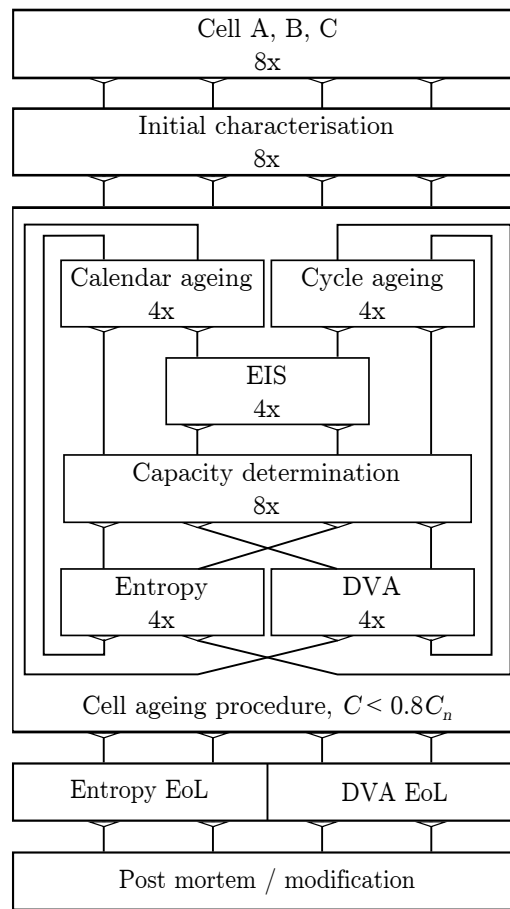 Cell A, B, C
8x
Initial characterisation
8x
Calendar ageing
4x
Cycle ageing
4x
EIS
4x
Capacity determination
8x
Entropy
4x
DVA
4x
Cell ageing procedure, C < 0.8Cₙ
Entropy EoL
DVA EoL
Post mortem / modification